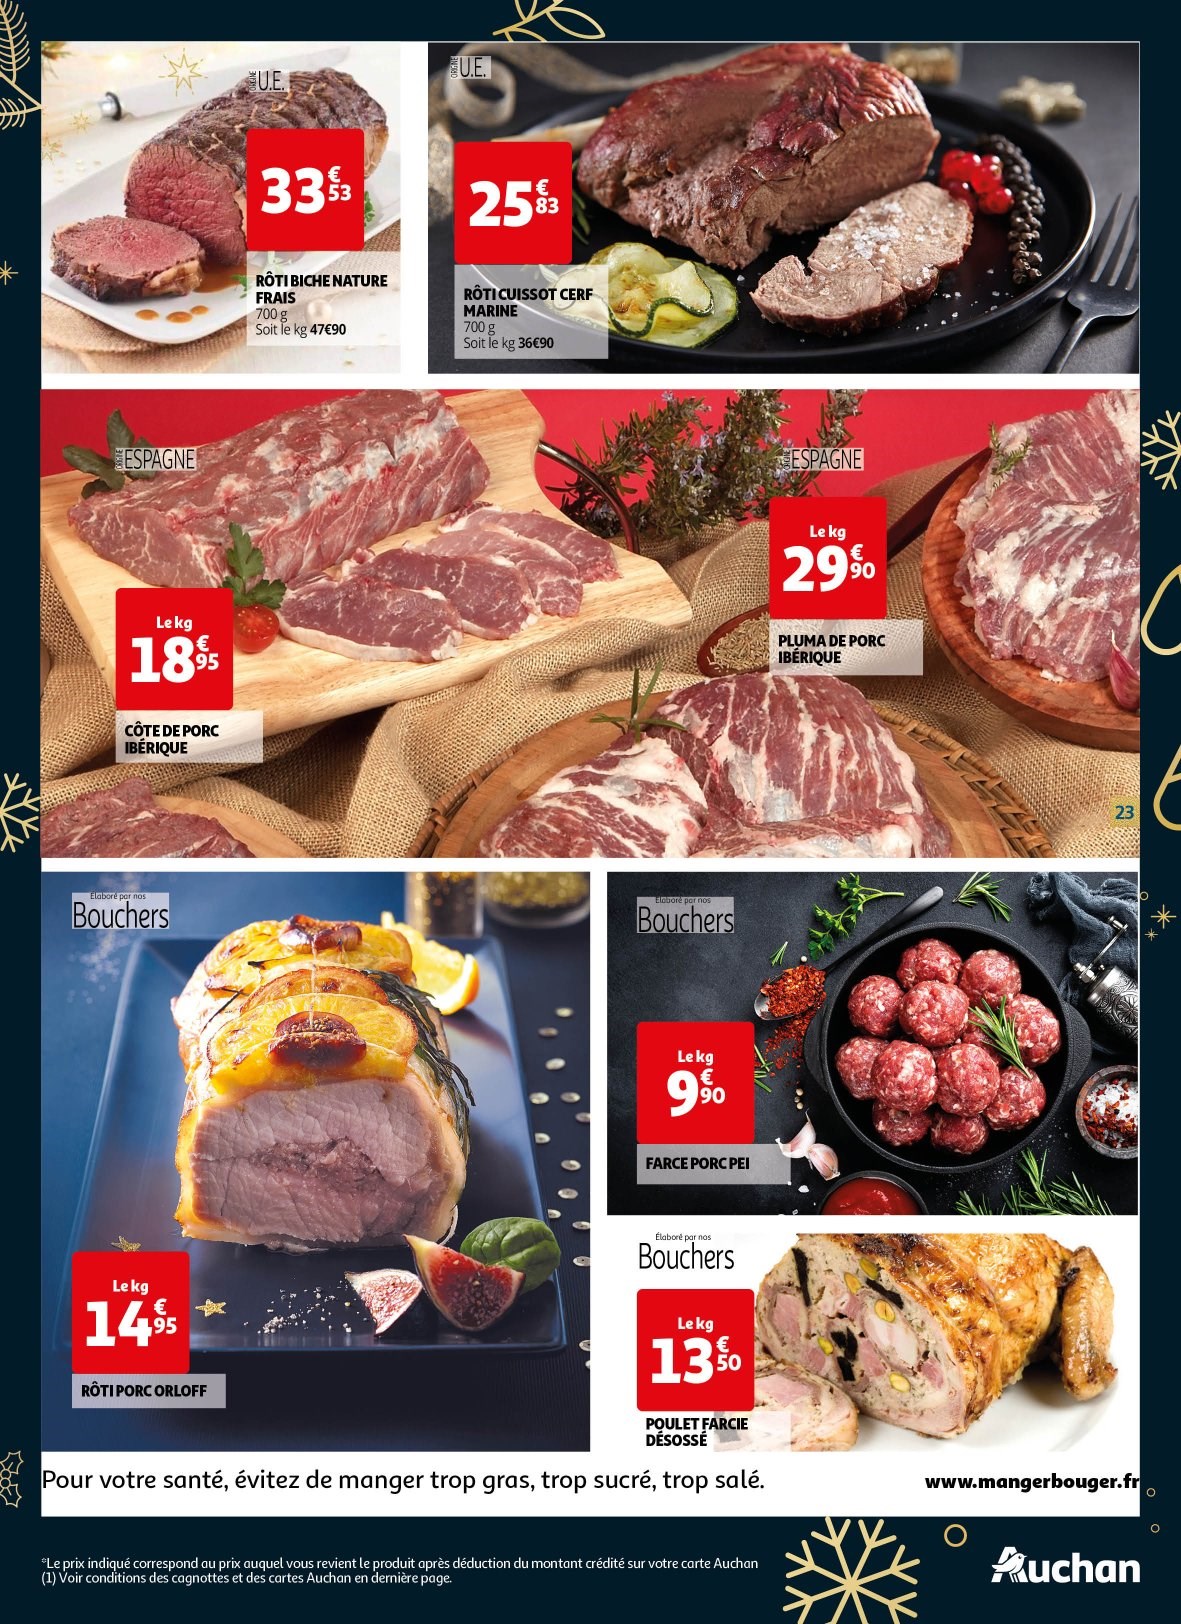 ORIGINE U.E.
33€53
RÔTI BICHE NATURE
FRAIS
700 g
Soit le kg 47€90
ORIGINE U.E.
25€83
RÔTI CUISSOT CERF
MARINE
700 g
Soit le kg 36€90
ORIGINE ESPAGNE
Le kg
18€95
CÔTE DE PORC
IBÉRIQUE
ORIGINE ESPAGNE
Le kg
29€90
PLUMA DE PORC
IBÉRIQUE
23
Élaboré par nos
Bouchers
Le kg
14€95
RÔTI PORC ORLOFF
Élaboré par nos
Bouchers
Le kg
9€90
FARCE PORC PEI
Élaboré par nos
Bouchers
Le kg
13€50
POULET FARCIE
DÉSOSSÉ
Pour votre santé, évitez de manger trop gras, trop sucré, trop salé.
www.mangerbouger.fr
*Le prix indiqué correspond au prix auquel vous revient le produit après déduction du montant crédité sur votre carte Auchan
(1) Voir conditions des cagnottes et des cartes Auchan en dernière page.
Auchan